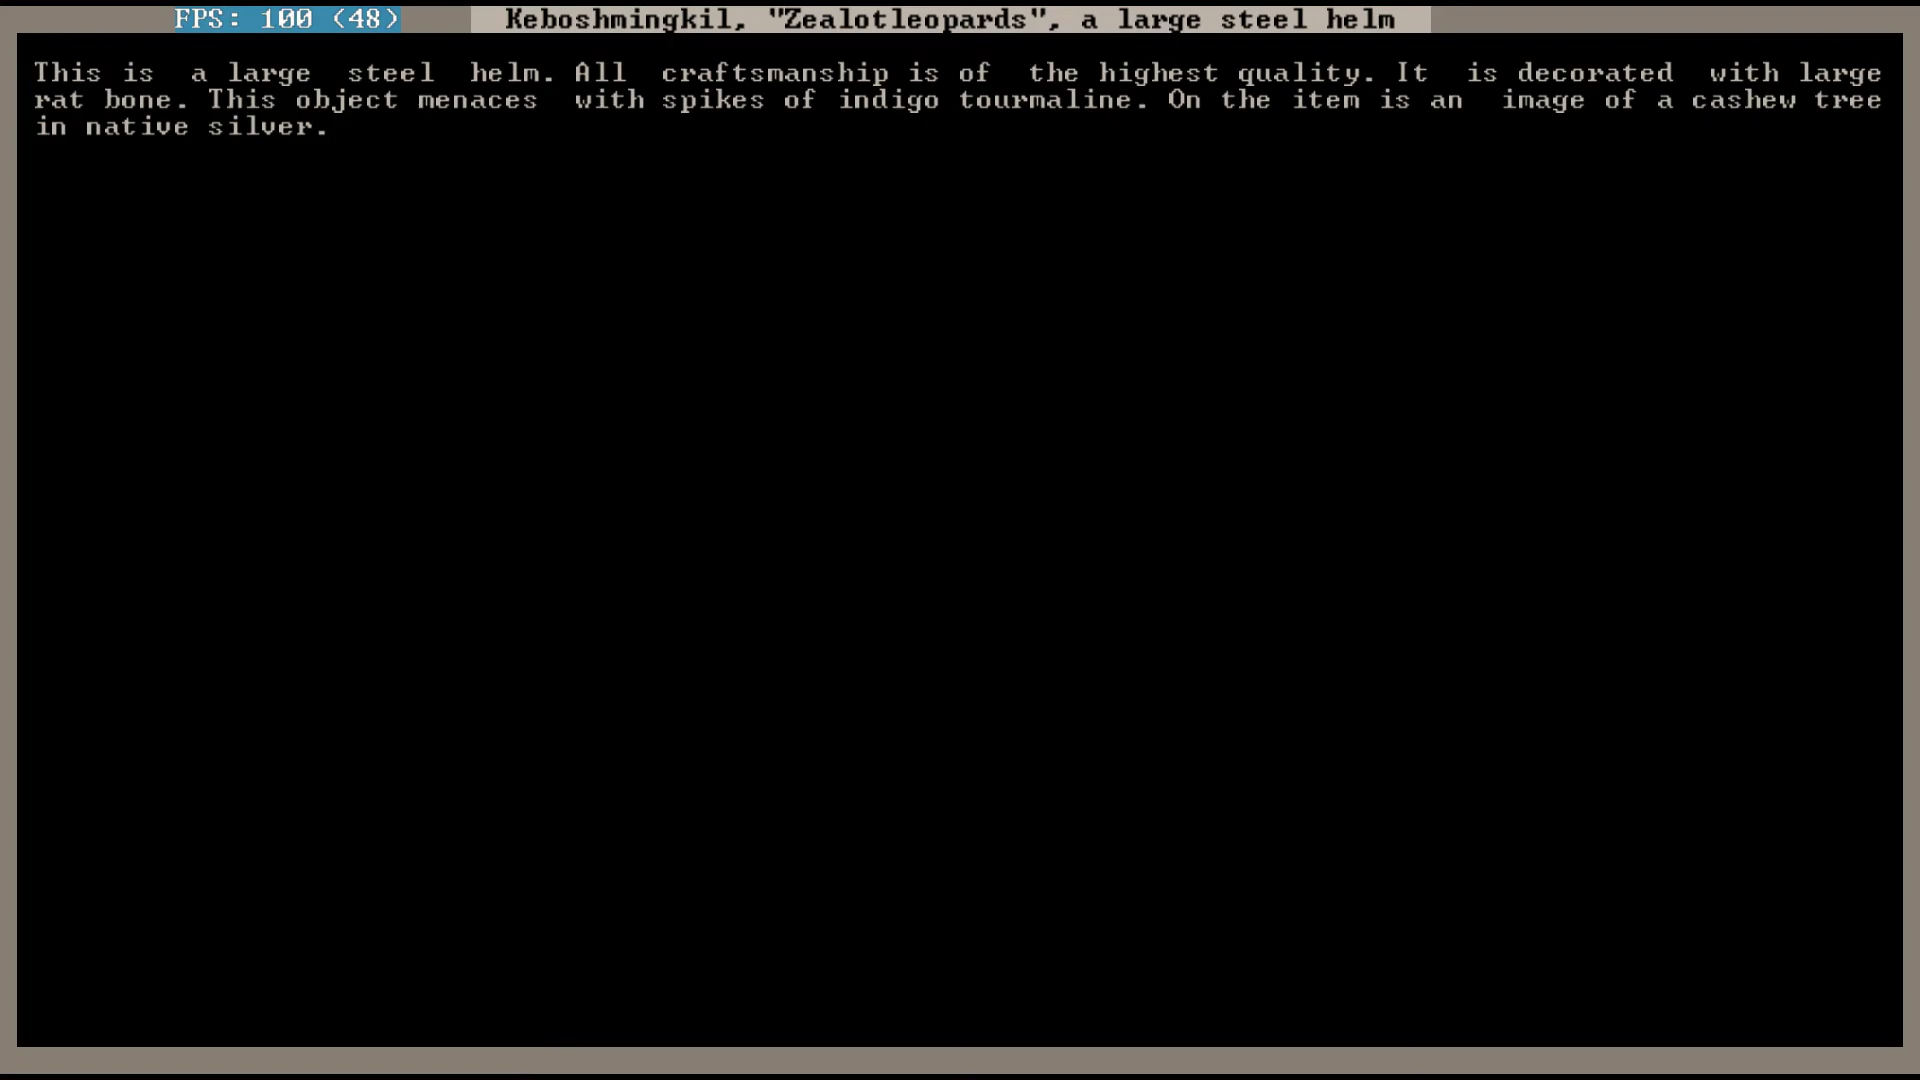 FPS: 100 (48) Keboshmingkil, "Zealotleopards", a large steel helm
This is a large steel helm. All craftsmanship is of the highest quality. It is decorated with large
rat bone. This object menaces with spikes of indigo tourmaline. On the item is an image of a cashew tree
in native silver.